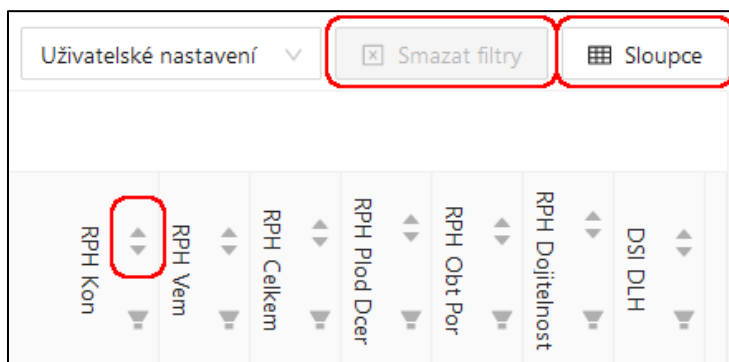 Uživatelské nastavení
Smazat filtry
Sloupce
RPH Kon
RPH Vem
RPH Celkem
RPH Plod Dcer
RPH Obt Por
RPH Dojitelnost
DSI DLH